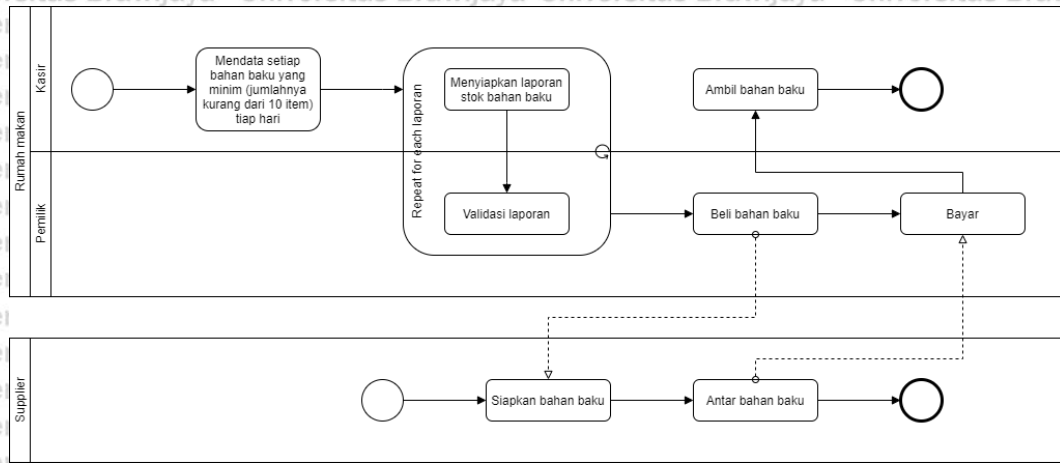 Rumah makan
Kasir
Mendata setiap
bahan baku yang
minim (jumlahnya
kurang dari 10 item)
tiap hari
Repeat for each laporan
Menyiapkan laporan
stok bahan baku
Ambil bahan baku
Pemilik
Validasi laporan
Beli bahan baku
Bayar
Supplier
Siapkan bahan baku
Antar bahan baku